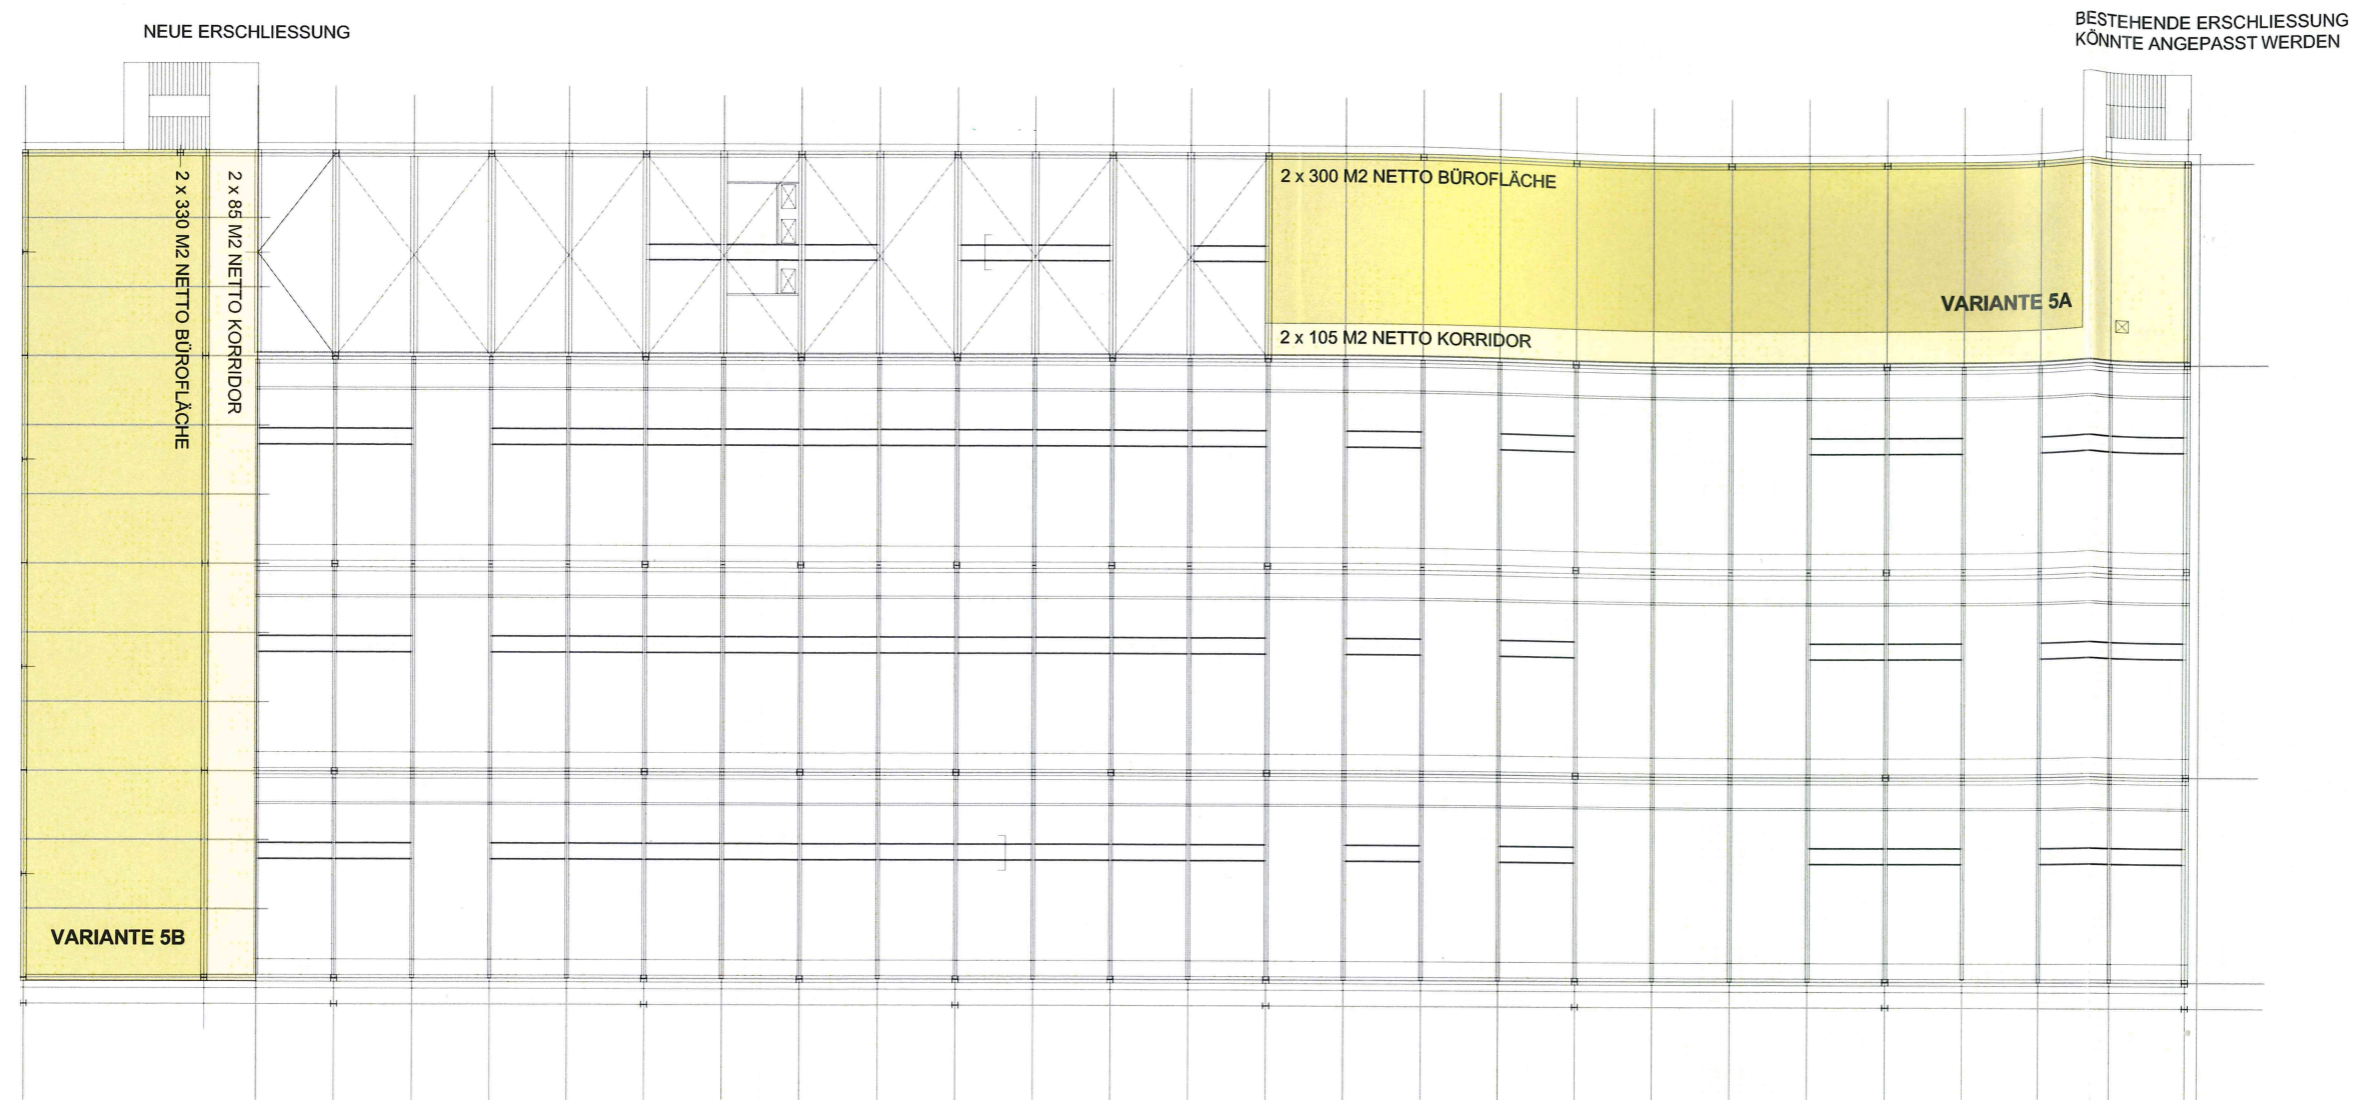 NEUE ERSCHLIESSUNG
BESTEHENDE ERSCHLIESSUNG
KÖNNTE ANGEPASST WERDEN
2 x 330 M2 NETTO BÜROFLÄCHE
2 x 85 M2 NETTO KORRIDOR
2 x 300 M2 NETTO BÜROFLÄCHE
VARIANTE 5A
2 x 105 M2 NETTO KORRIDOR
VARIANTE 5B